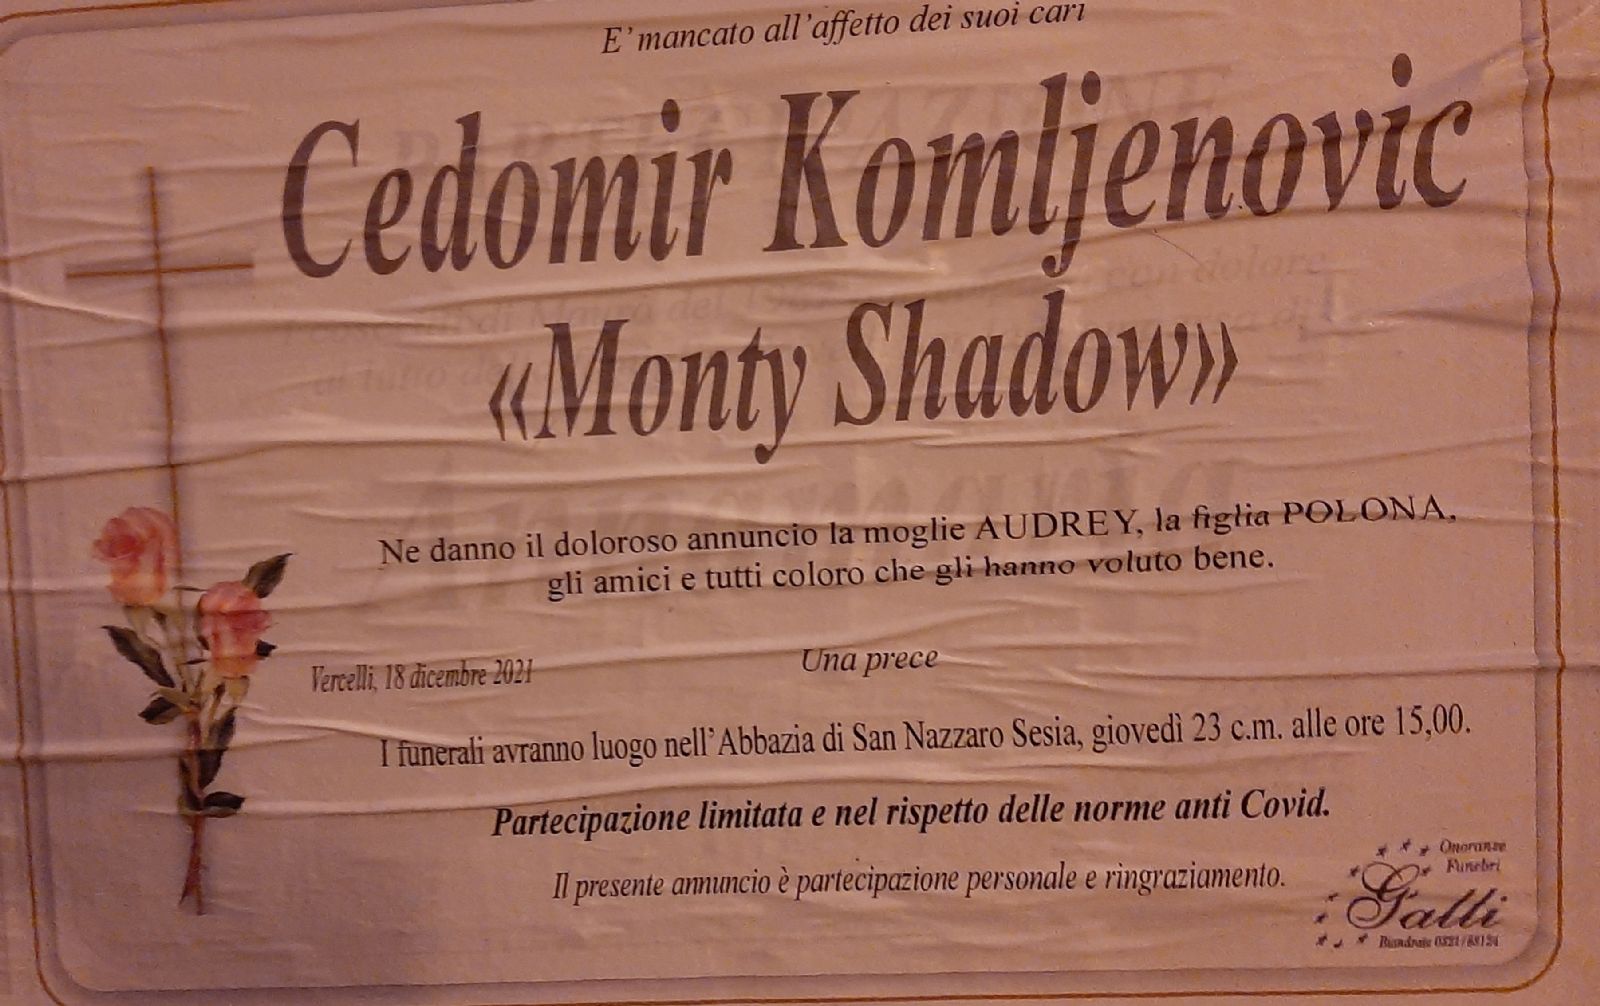 E' mancato all'affetto dei suoi cari
Cedomir Komljenovic
«Monty Shadow»
Ne danno il doloroso annuncio la moglie AUDREY, la figlia POLONA,
gli amici e tutti coloro che gli hanno voluto bene.
Una prece
Vercelli, 18 dicembre 2021
I funerali avranno luogo nell'Abbazia di San Nazzaro Sesia, giovedì 23 c.m. alle ore 15,00.
Partecipazione limitata e nel rispetto delle norme anti Covid.
Il presente annuncio è partecipazione personale e ringraziamento.
Onoranze
Funebri
Galli
Biandrate